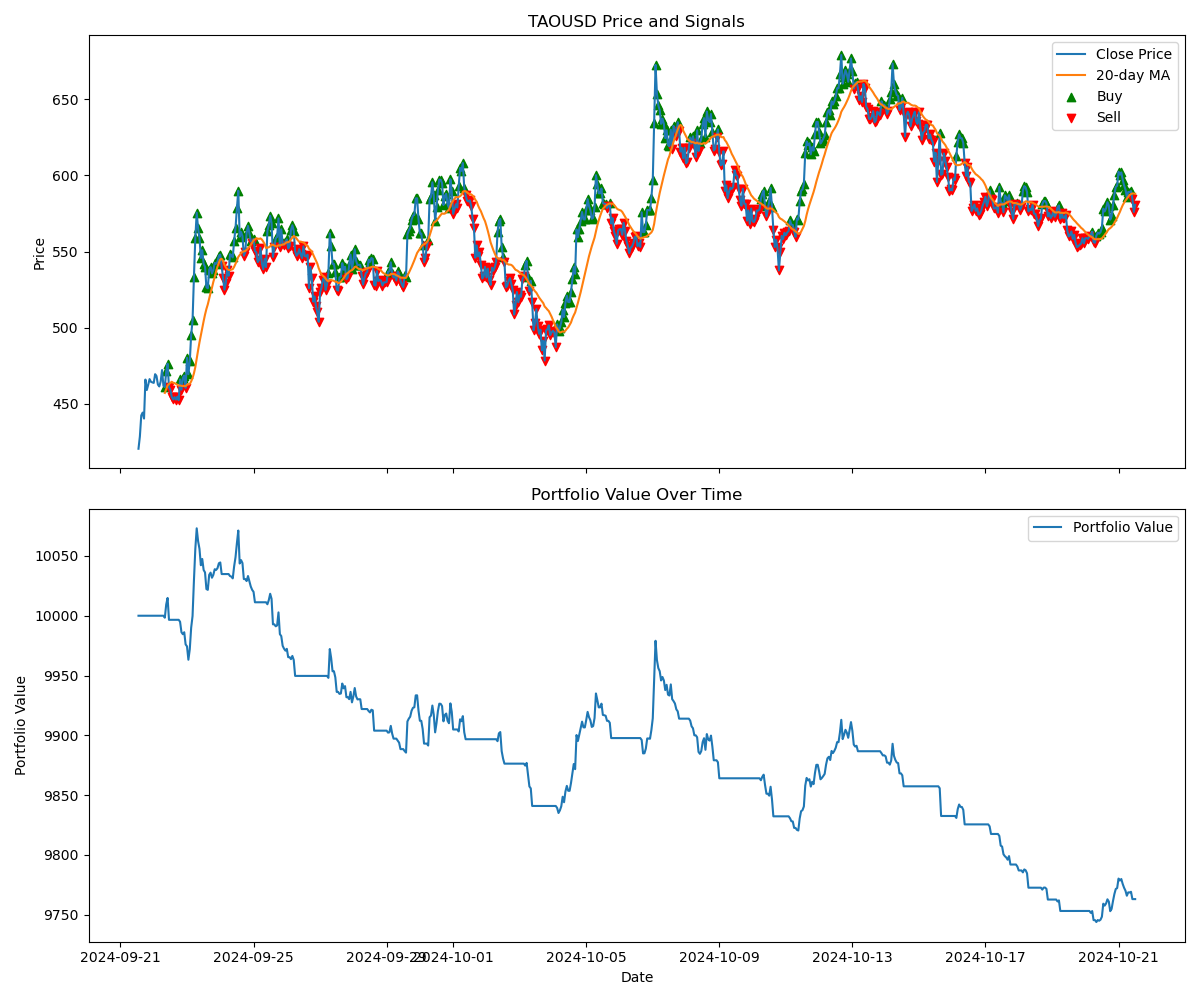 TAOUSD Price and Signals
Price
650
600
550
500
450
Close Price
20-day MA
Buy
Sell
Portfolio Value Over Time
Portfolio Value
10050
10000
9950
9900
9850
9800
9750
Portfolio Value
2024-09-21
2024-09-25
2024-09-29
2024-10-01
2024-10-05
2024-10-09
2024-10-13
2024-10-17
2024-10-21
Date